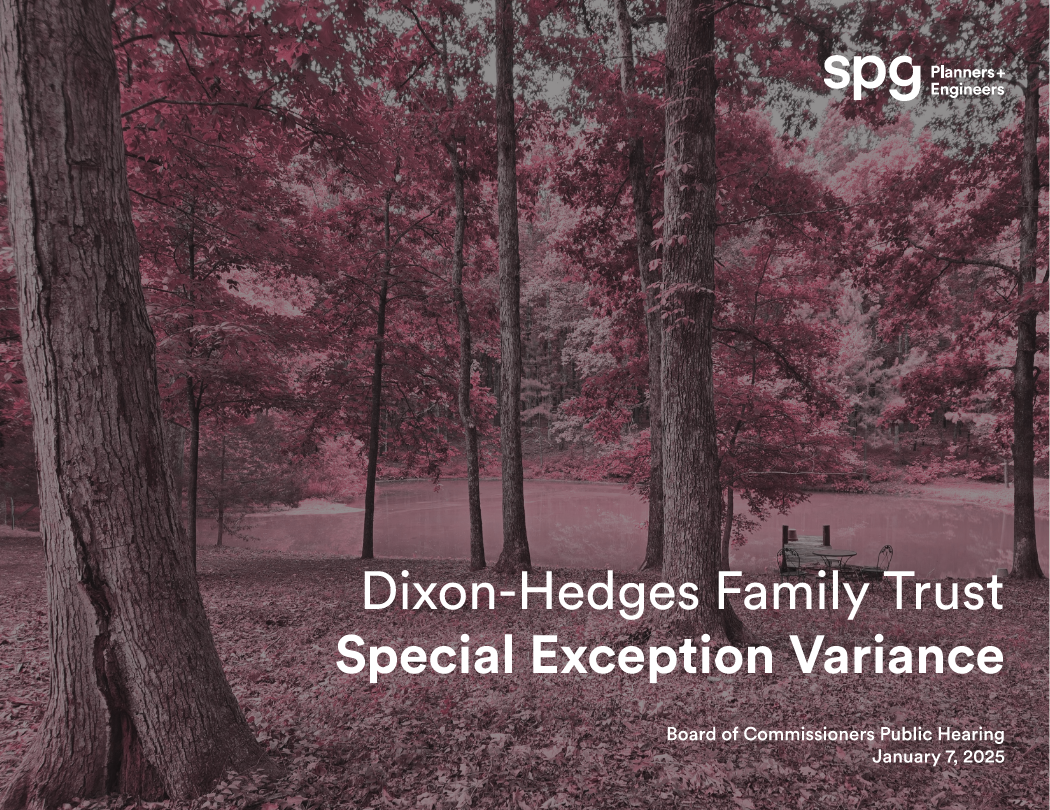 spg Planners+
Engineers
Dixon-Hedges Family Trust
Special Exception Variance
Board of Commissioners Public Hearing
January 7, 2025